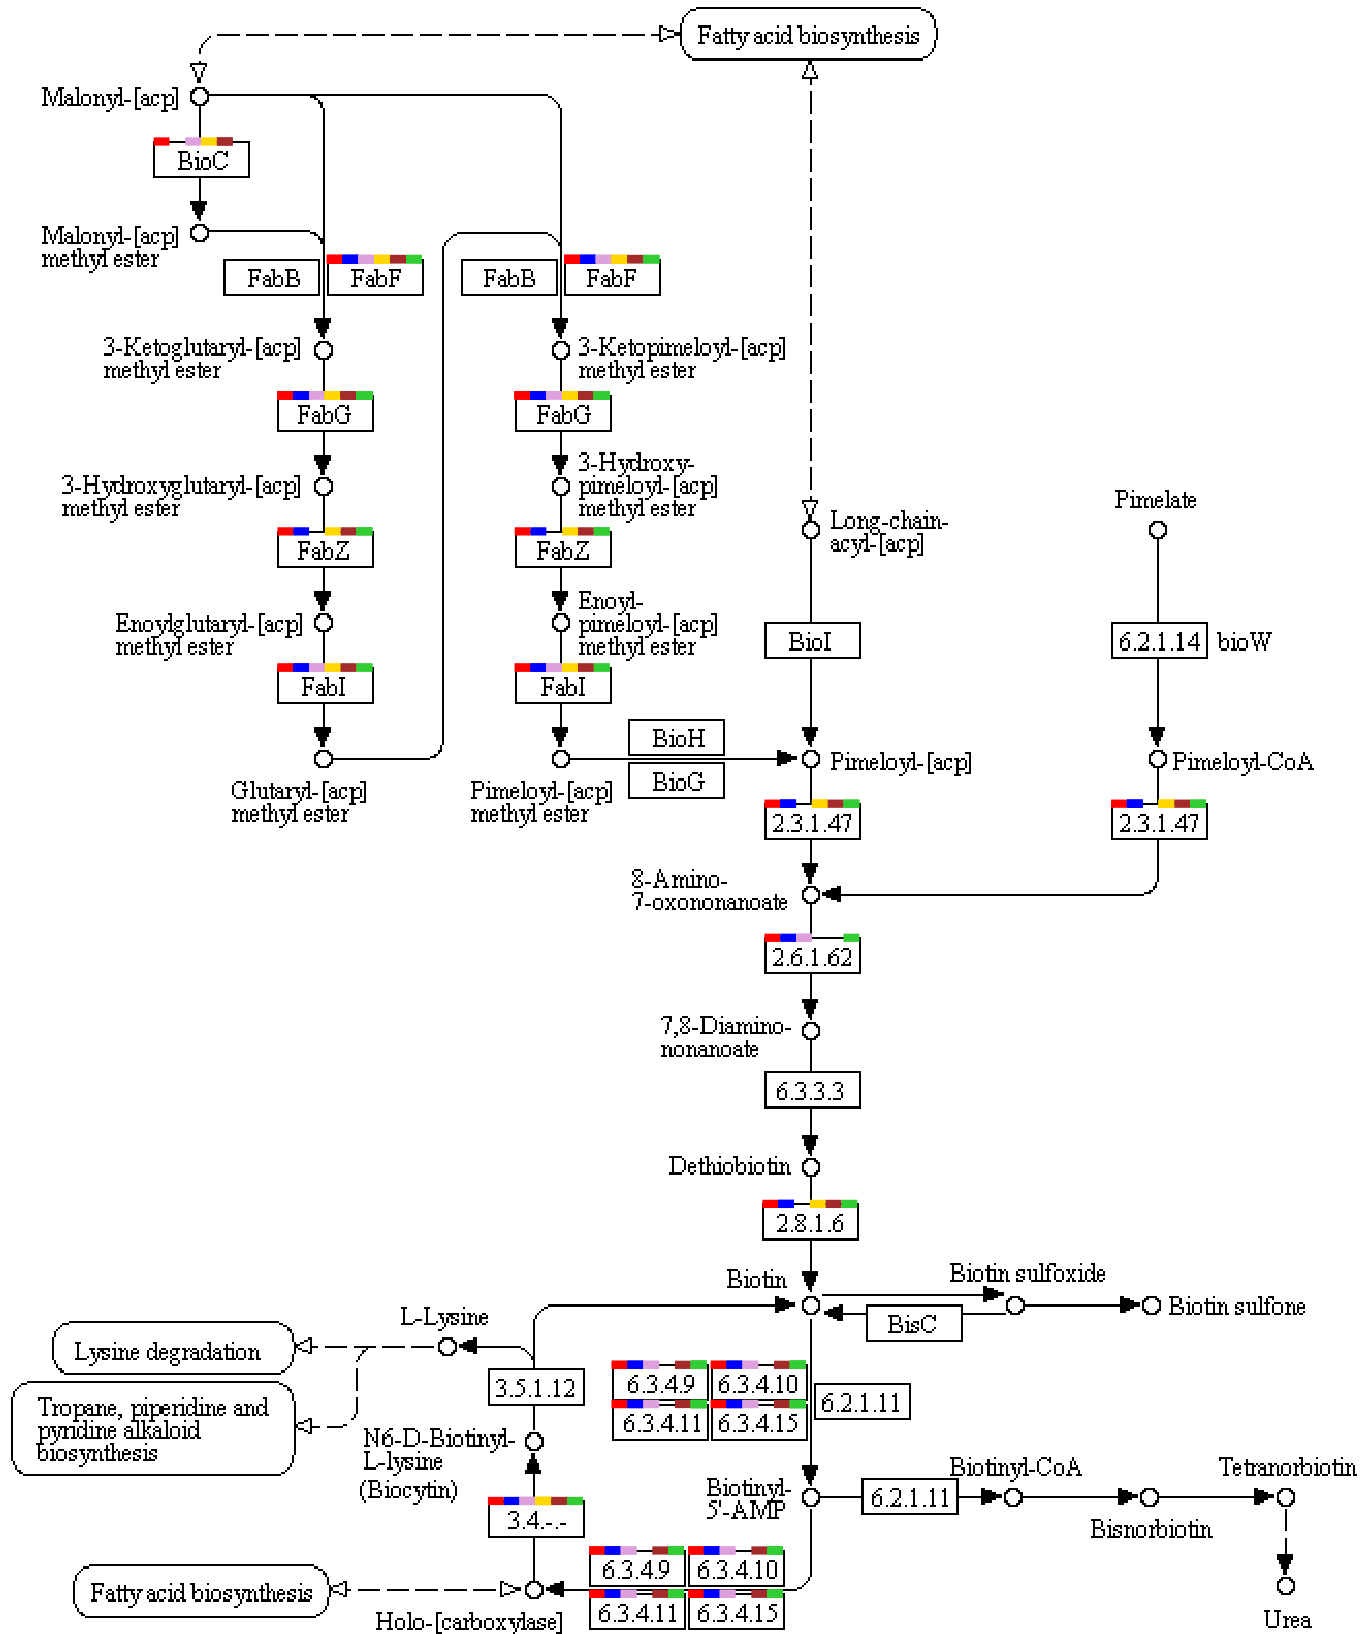 Fatty acid biosynthesis
Malonyl-[acp]
BioC
Malonyl-[acp]
methyl ester
FabB
FabF
FabB
FabF
3-Ketoglutaryl-[acp]
methyl ester
3-Ketopimeloyl-[acp]
methyl ester
FabG
FabG
3-Hydroxyglutaryl-[acp]
methyl ester
3-Hydroxy-
pimeloyl-[acp]
methyl ester
Long-chain-
acyl-[acp]
Pimelate
FabZ
FabZ
Enoylglutaryl-[acp]
methyl ester
Enoyl-
pimeloyl-[acp]
methyl ester
BioI
6.2.1.14
bioW
FabI
FabI
BioH
BioG
Pimeloyl-[acp]
Pimeloyl-CoA
Glutaryl-[acp]
methyl ester
Pimeloyl-[acp]
methyl ester
2.3.1.47
2.3.1.47
8-Amino-
7-oxononanoate
2.6.1.62
7,8-Diamino-
nonanoate
6.3.3.3
Dethiobiotin
2.8.1.6
Biotin
Biotin sulfoxide
BisC
Biotin sulfone
L-Lysine
Lysine degradation
Tropane, piperidine and
pyridine alkaloid
biosynthesis
3.5.1.12
6.3.4.9
6.3.4.10
6.3.4.11
6.3.4.15
6.2.1.11
N6-D-Biotinyl-
L-lysine
(Biocytin)
Biotinyl-
5'-AMP
6.2.1.11
Biotinyl-CoA
Bisnorbiotin
Tetranorbiotin
3.4.-.-
6.3.4.9
6.3.4.10
6.3.4.11
6.3.4.15
Fatty acid biosynthesis
Holo-[carboxylase]
Urea